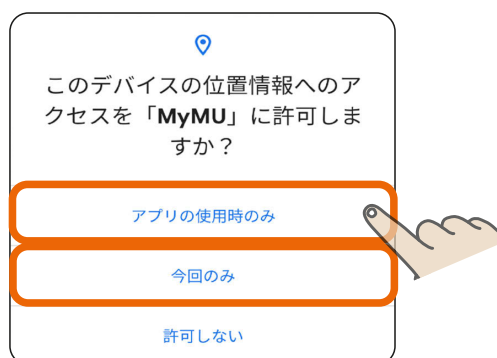 このデバイスの位置情報へのア
クセスを「MyMU」に許可しま
すか？
アプリの使用時のみ
今回のみ
許可しない